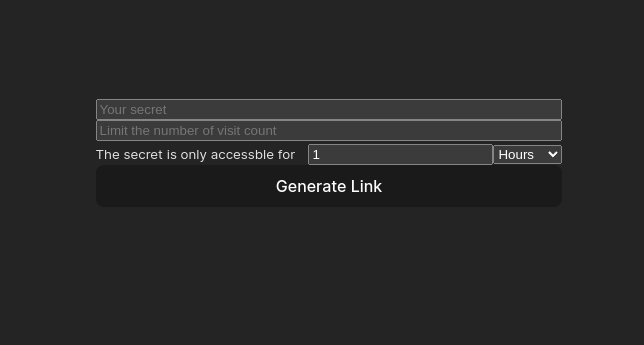 Your secret
Limit the number of visit count
The secret is only accessble for 1 Hours
Generate Link